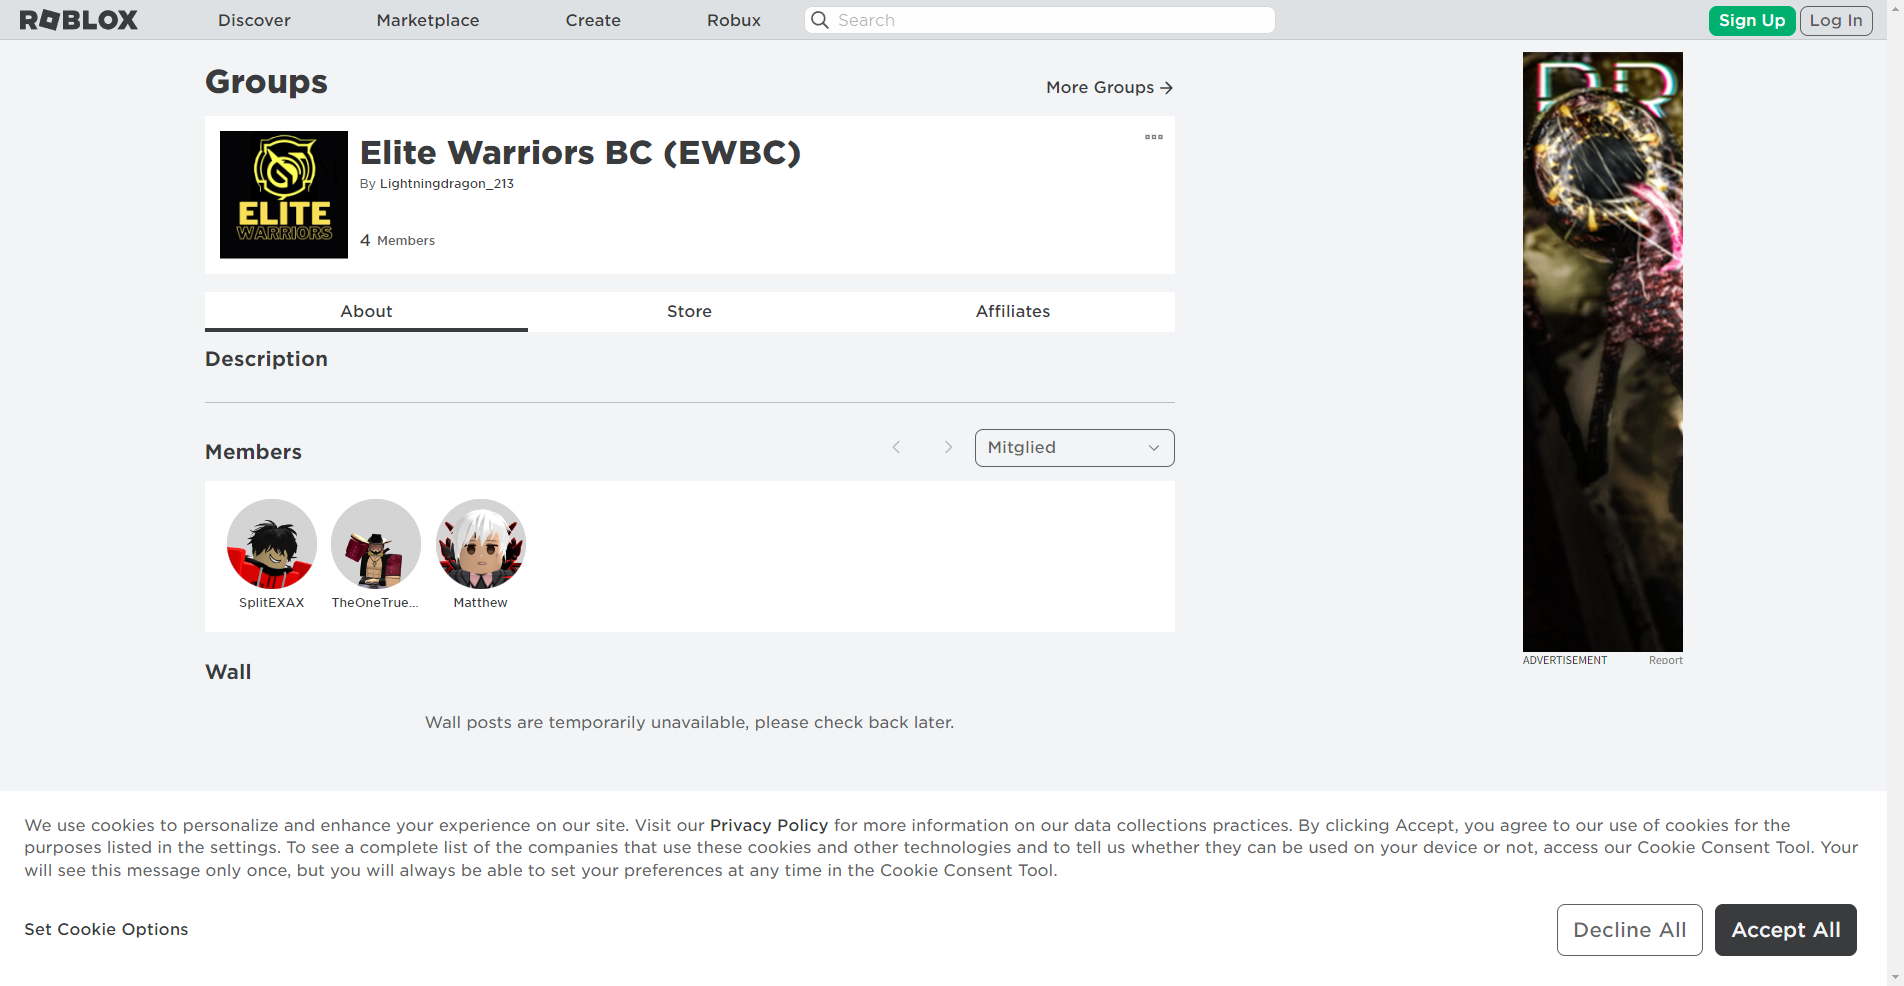 ROBLOX
Discover
Marketplace
Create
Robux
Search
Sign Up
Log In
Groups
More Groups
ELITE
WARRIORS
Elite Warriors BC (EWBC)
By Lightningdragon_213
4 Members
About
Store
Affiliates
Description
Members
Mitglied
SplitEXAX
TheOneTrue...
Matthew
Wall
Wall posts are temporarily unavailable, please check back later.
DR
ADVERTISEMENT
Report
We use cookies to personalize and enhance your experience on our site. Visit our Privacy Policy for more information on our data collections practices. By clicking Accept, you agree to our use of cookies for the
purposes listed in the settings. To see a complete list of the companies that use these cookies and other technologies and to tell us whether they can be used on your device or not, access our Cookie Consent Tool. Your
will see this message only once, but you will always be able to set your preferences at any time in the Cookie Consent Tool.
Set Cookie Options
Decline All
Accept All